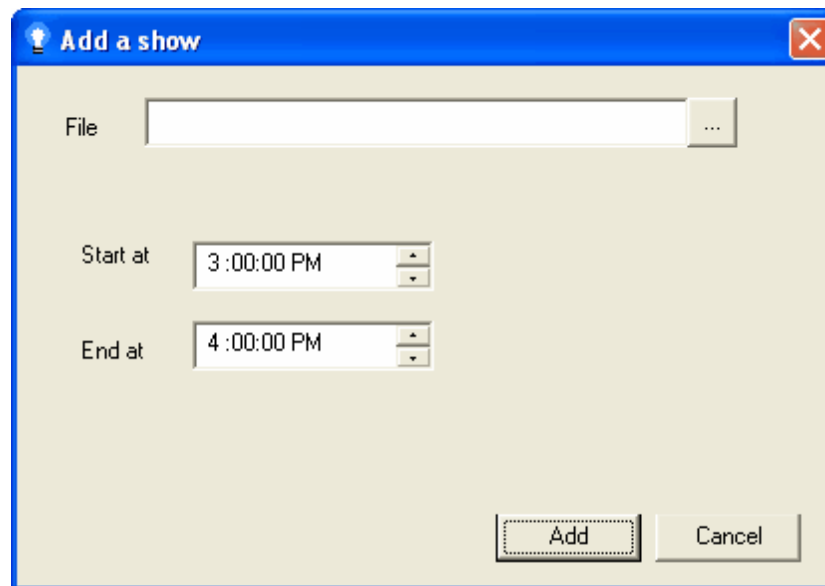 Add a show
File ...
Start at 3 :00:00 PM
End at 4 :00:00 PM
Add Cancel